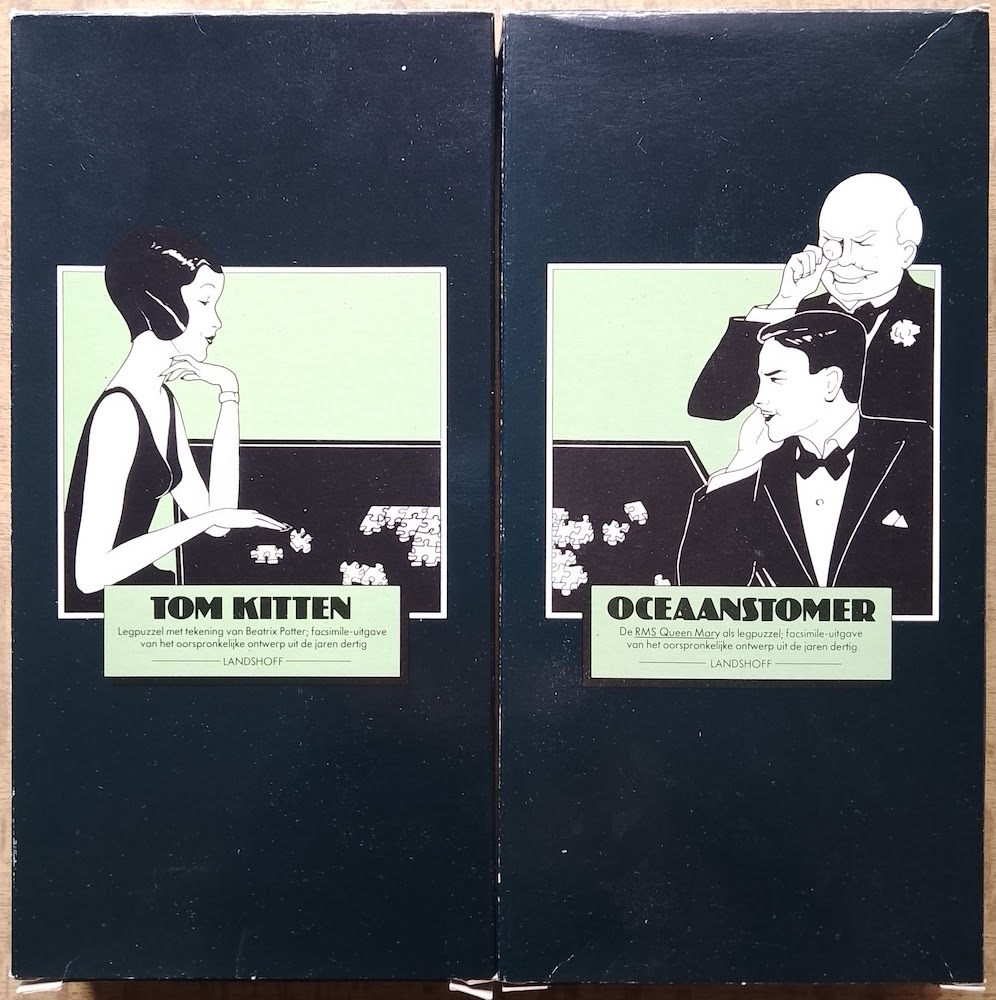 TOM KITTEN
Legpuzzel met tekening van Beatrix Potter; facsimile-uitgave
van het oorspronkelijke ontwerp uit de jaren dertig
LANDSHOFF
OCEAANSTOMER
De RMS Queen Mary als legpuzzel; facsimile-uitgave
van het oorspronkelijke ontwerp uit de jaren dertig
LANDSHOFF